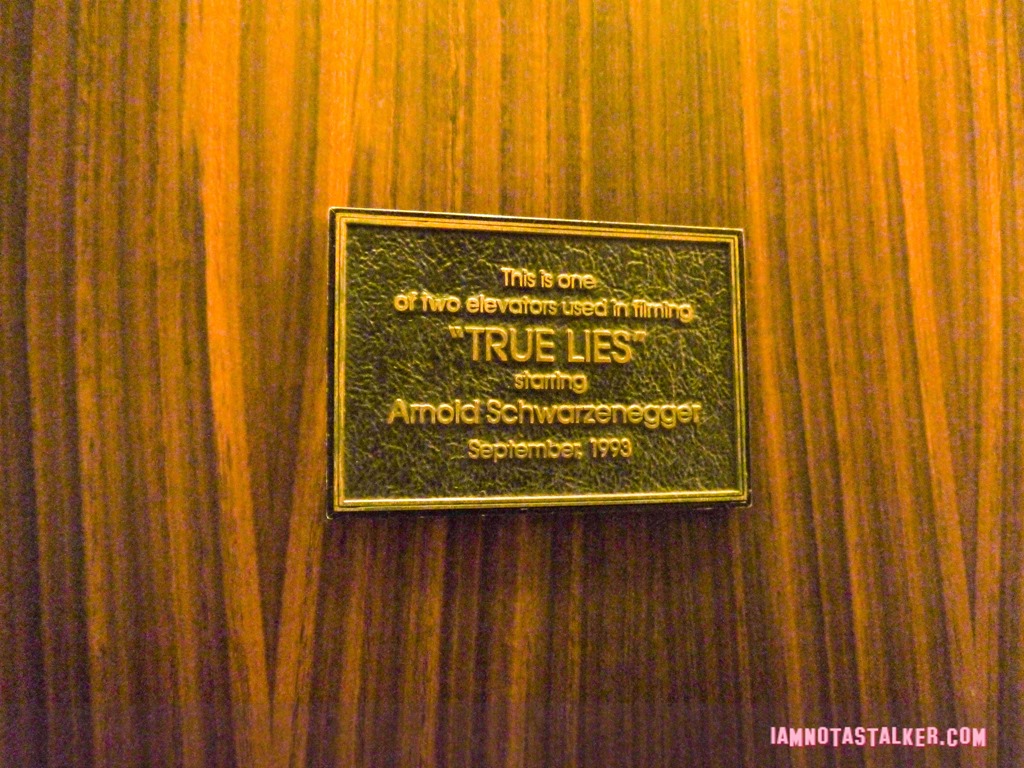 This is one
of two elevators used in filming
"TRUE LIES"
starring
Arnold Schwarzenegger
September, 1993
IAMNOTASTALKER.COM